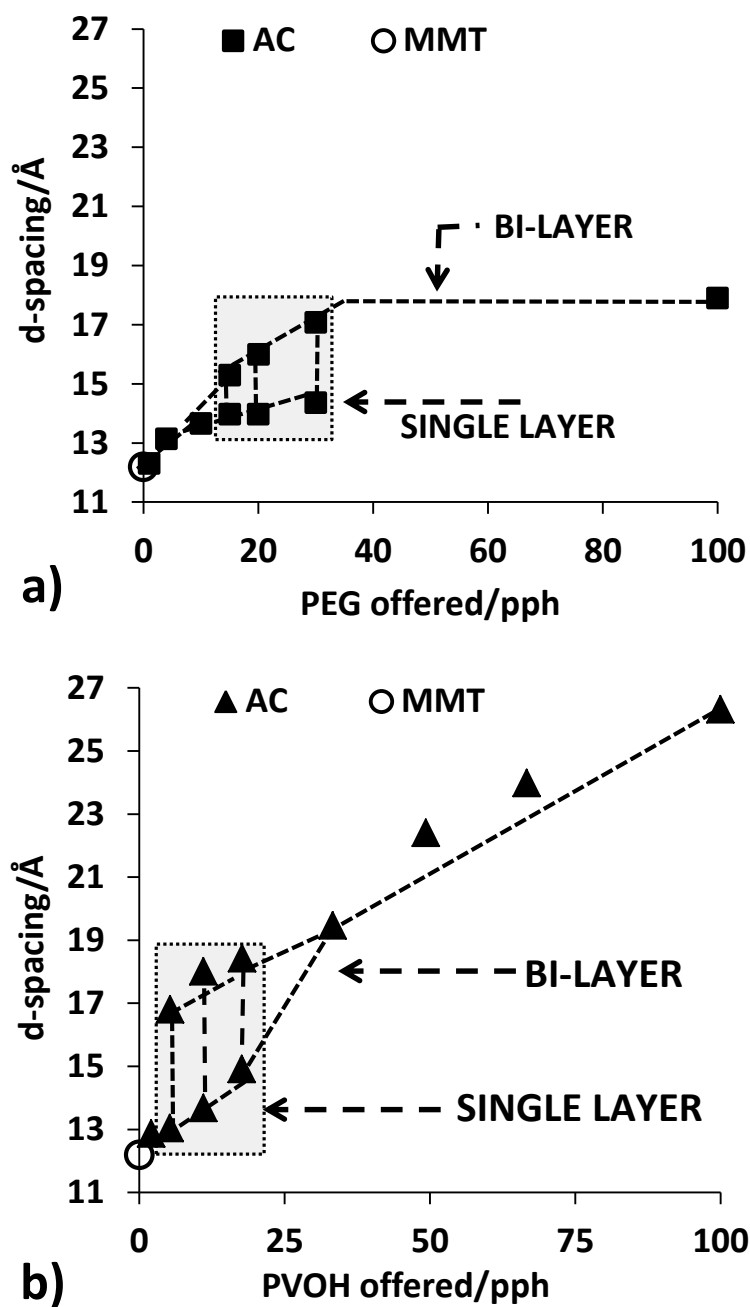 27
AC
MMT
25
23
21
BI-LAYER
19
17
15
SINGLE LAYER
13
11
d-spacing/Å
0
20
40
60
80
100
a)
PEG offered/pph
27
AC
MMT
25
23
21
19
BI-LAYER
17
15
SINGLE LAYER
13
11
d-spacing/Å
0
25
50
75
100
b)
PVOH offered/pph